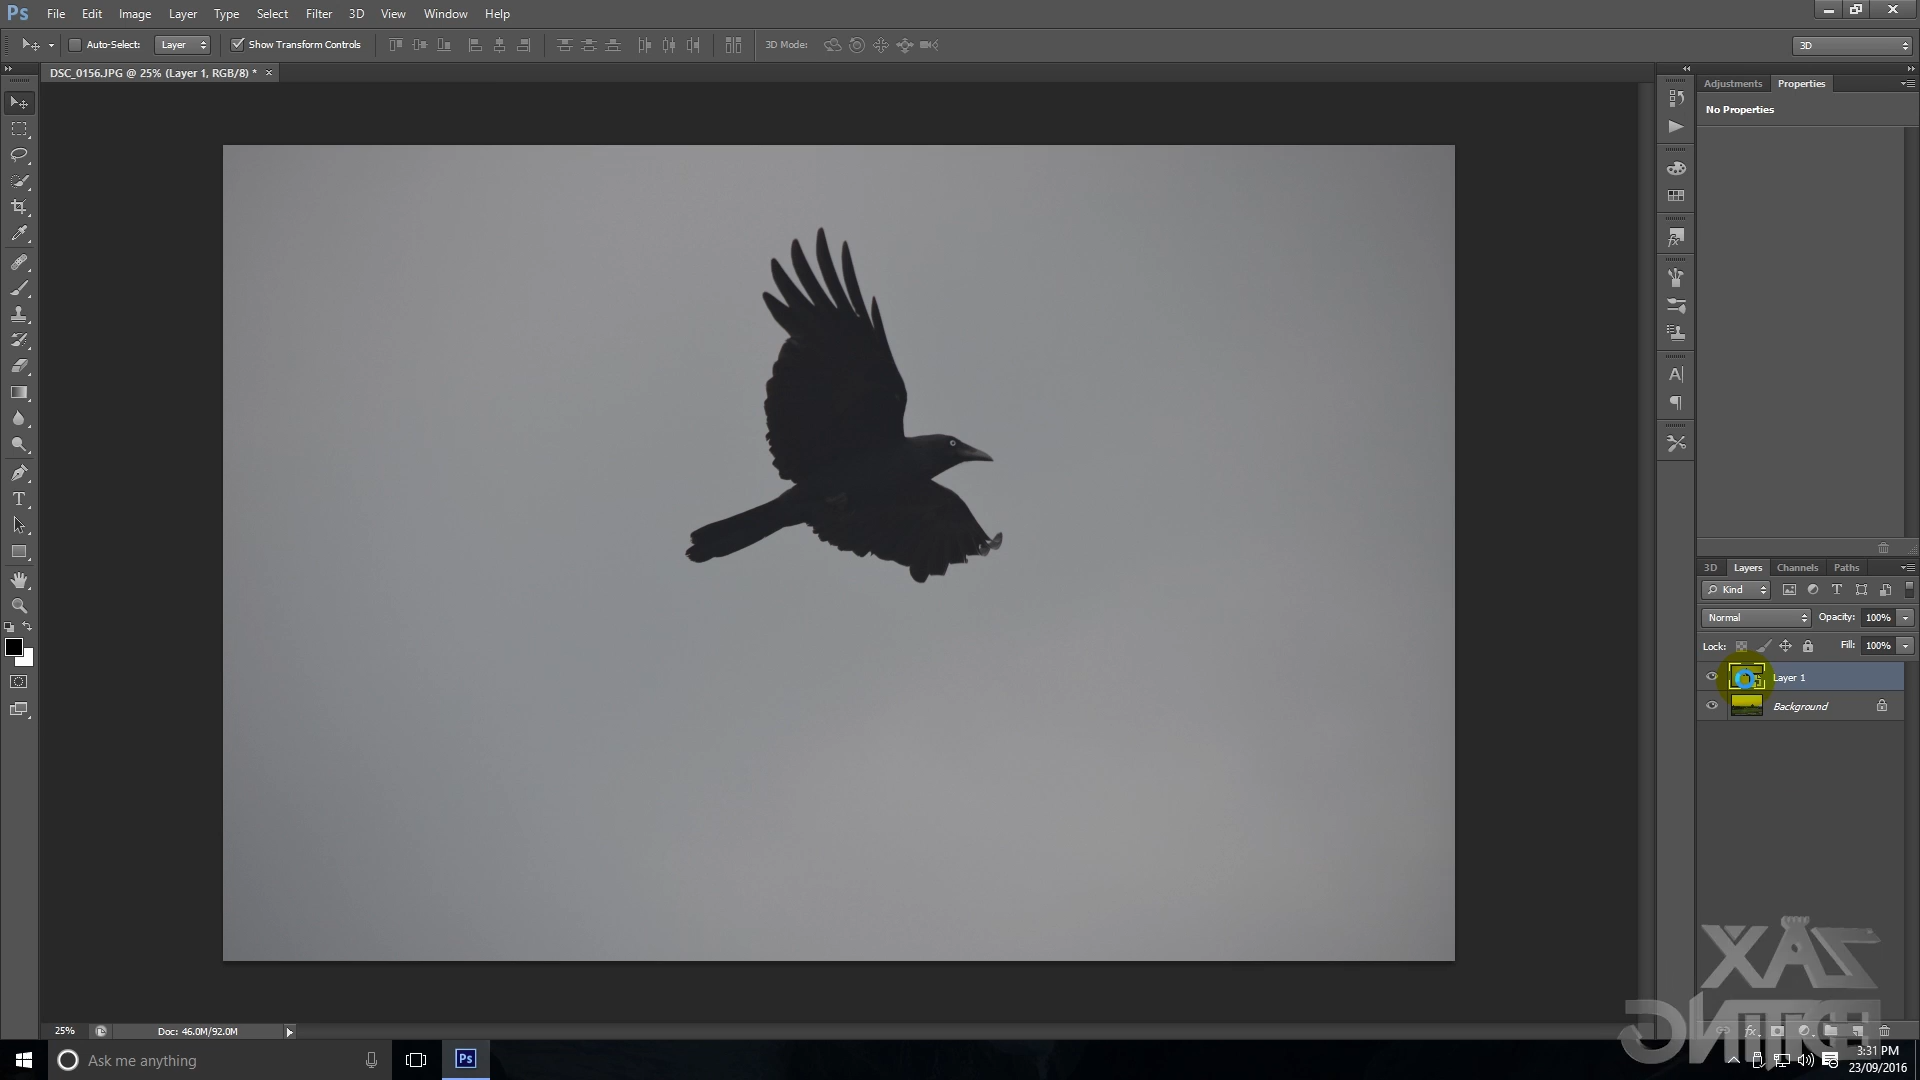 Ps File Edit Image Layer Type Select Filter 3D View Window Help
Auto-Select: Layer Show Transform Controls 3D Mode: 3D
DSC_0156.JPG @ 25% (Layer 1, RGB/8) * ×
Adjustments Properties
No Properties
3D Layers Channels Paths
Kind
Normal Opacity: 100%
Lock: Fill: 100%
Layer 1
Background
XAZ
EDITING
25% Doc: 46.0M/92.0M
Ask me anything
Ps
3:31 PM
23/09/2016